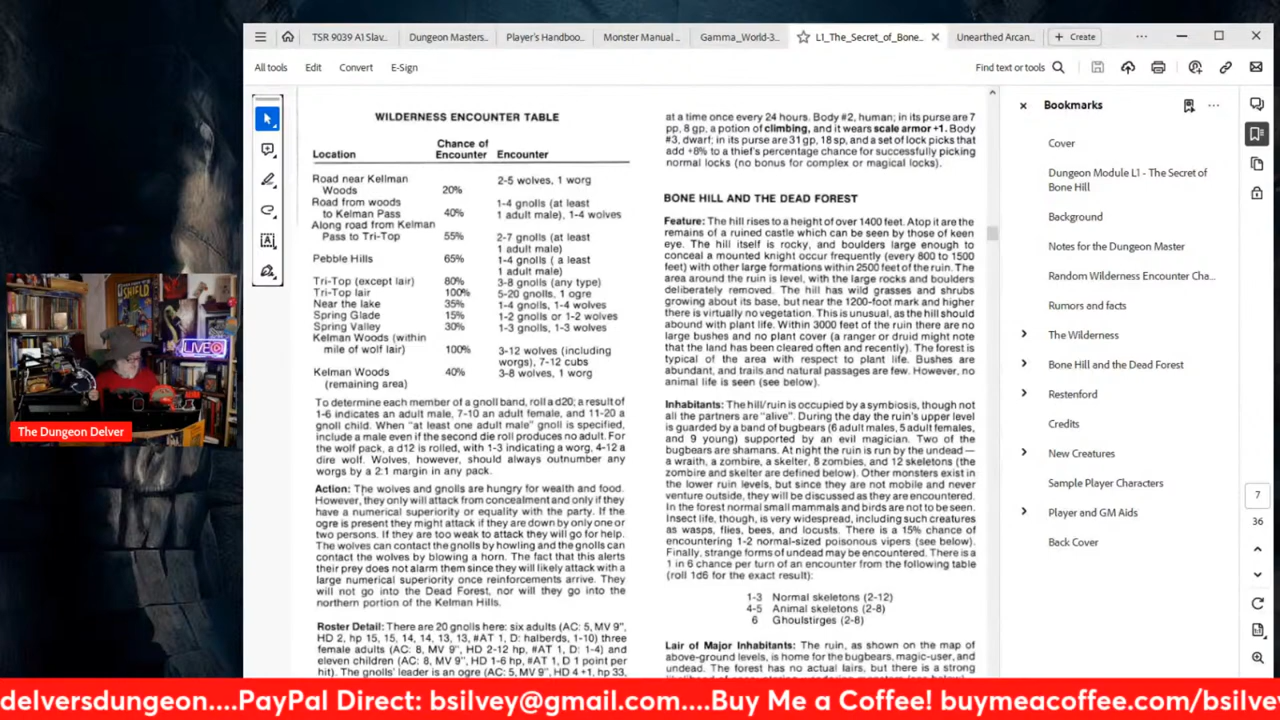 TSR 9039 A1 Slav...
Dungeon Masters...
Player's Handboo...
Monster Manual ...
Gamma_World-3...
L1_The_Secret_of_Bone...
Unearthed Arcan...
Create
All tools
Edit
Convert
E-Sign
Find text or tools
WILDERNESS ENCOUNTER TABLE
Location
Chance of
Encounter
Encounter
Road near Kellman
Woods
20%
2-5 wolves, 1 worg
Road from woods
to Kelman Pass
40%
1-4 gnolls (at least
1 adult male), 1-4 wolves
Along road from Kelman
Pass to Tri-Top
55%
2-7 gnolls (at least
1 adult male)
Pebble Hills
65%
1-4 gnolls ( a least
1 adult male)
Tri-Top (except lair)
80%
3-8 gnolls (any type)
Tri-Top lair
100%
5-20 gnolls, 1 ogre
Near the lake
35%
1-4 gnolls, 1-4 wolves
Spring Glade
15%
1-2 gnolls or 1-2 wolves
Spring Valley
30%
1-3 gnolls, 1-3 wolves
Kelman Woods (within
mile of wolf lair)
100%
3-12 wolves (including
worgs), 7-12 cubs
Kelman Woods
(remaining area)
40%
3-8 wolves, 1 worg
To determine each member of a gnoll band, roll a d20; a result of
1-6 indicates an adult male, 7-10 an adult female, and 11-20 a
gnoll child. When "at least one adult male" gnoll is specified,
include a male even if the second die roll produces no adult. For
the wolf pack, a d12 is rolled, with 1-3 indicating a worg, 4-12 a
dire wolf. Wolves, however, should always outnumber any
worgs by a 2:1 margin in any pack.
Action: The wolves and gnolls are hungry for wealth and food.
However, they only will attack from concealment and only if they
have a numerical superiority or equality with the party. If the
ogre is present they might attack if they are down by only one or
two persons. If they are too weak to attack they will go for help.
The wolves can contact the gnolls by howling and the gnolls can
contact the wolves by blowing a horn. The fact that this alerts
their prey does not alarm them since they will likely attack with a
large numerical superiority once reinforcements arrive. They
will not go into the Dead Forest, nor will they go into the
northern portion of the Kelman Hills.
Roster Detail: There are 20 gnolls here: six adults (AC: 5, MV 9",
HD 2, hp 15, 15, 14, 14, 13, 13, #AT 1, D: halberds, 1-10) three
female adults (AC: 8, MV 9", HD 2-12 hp, #AT 1, D: 1-4) and
eleven children (AC: 8, MV 9", HD 1-6 hp, #AT 1, D 1 point per
hit). The gnolls' leader is an ogre (AC: 5, MV 9", HD 4 +1, hp 33,
at a time once every 24 hours. Body #2, human; in its purse are 7
pp, 8 gp, a potion of climbing, and it wears scale armor +1. Body
#3, dwarf; in its purse are 31 gp, 18 sp, and a set of lock picks that
add +8% to a thief's percentage chance for successfully picking
normal locks (no bonus for complex or magical locks).
BONE HILL AND THE DEAD FOREST
Feature: The hill rises to a height of over 1400 feet. Atop it are the
remains of a ruined castle which can be seen by those of keen
eye. The hill itself is rocky, and boulders large enough to
conceal a mounted knight occur frequently (every 800 to 1500
feet) with other large formations within 2500 feet of the ruin. The
area around the ruin is level, with the large rocks and boulders
deliberately removed. The hill has wild grasses and shrubs
growing about its base, but near the 1200-foot mark and higher
there is virtually no vegetation. This is unusual, as the hill should
abound with plant life. Within 3000 feet of the ruin there are no
large bushes and no plant cover (a ranger or druid might note
that the land has been cleared often and recently). The forest is
typical of the area with respect to plant life. Bushes are
abundant, and trails and natural passages are few. However, no
animal life is seen (see below).
Inhabitants: The hill/ruin is occupied by a symbiosis, though not
all the partners are "alive". During the day the ruin's upper level
is guarded by a band of bugbears (6 adult males, 5 adult females,
and 9 young) supported by an evil magician. Two of the
bugbears are shamans. At night the ruin is run by the undead—
a wraith, a zombire, a skelter, 8 zombies, and 12 skeletons (the
zombire and skelter are defined below). Other monsters exist in
the lower ruin levels, but since they are not mobile and never
venture outside, they will be discussed as they are encountered.
In the forest normal small mammals and birds are not to be seen.
Insect life, though, is very widespread, including such creatures
as wasps, flies, bees, and locusts. There is a 15% chance of
encountering 1-2 normal-sized poisonous vipers (see below).
Finally, strange forms of undead may be encountered. There is a
1 in 6 chance per turn of an encounter from the following table
(roll 1d6 for the exact result):
1-3 Normal skeletons (2-12)
4-5 Animal skeletons (2-8)
6 Ghoulstirges (2-8)
Lair of Major Inhabitants: The ruin, as shown on the map of
above-ground levels, is home for the bugbears, magic-user, and
undead. The forest has no actual lairs, but there is a strong
Bookmarks
Cover
Dungeon Module L1 - The Secret of
Bone Hill
Background
Notes for the Dungeon Master
Random Wilderness Encounter Cha...
Rumors and facts
The Wilderness
Bone Hill and the Dead Forest
Restenford
Credits
New Creatures
Sample Player Characters
Player and GM Aids
Back Cover
7
36
LIVE
The Dungeon Delver
delversdungeon....PayPal Direct: bsilvey@gmail.com....Buy Me a Coffee! buymeacoffee.com/bsilve